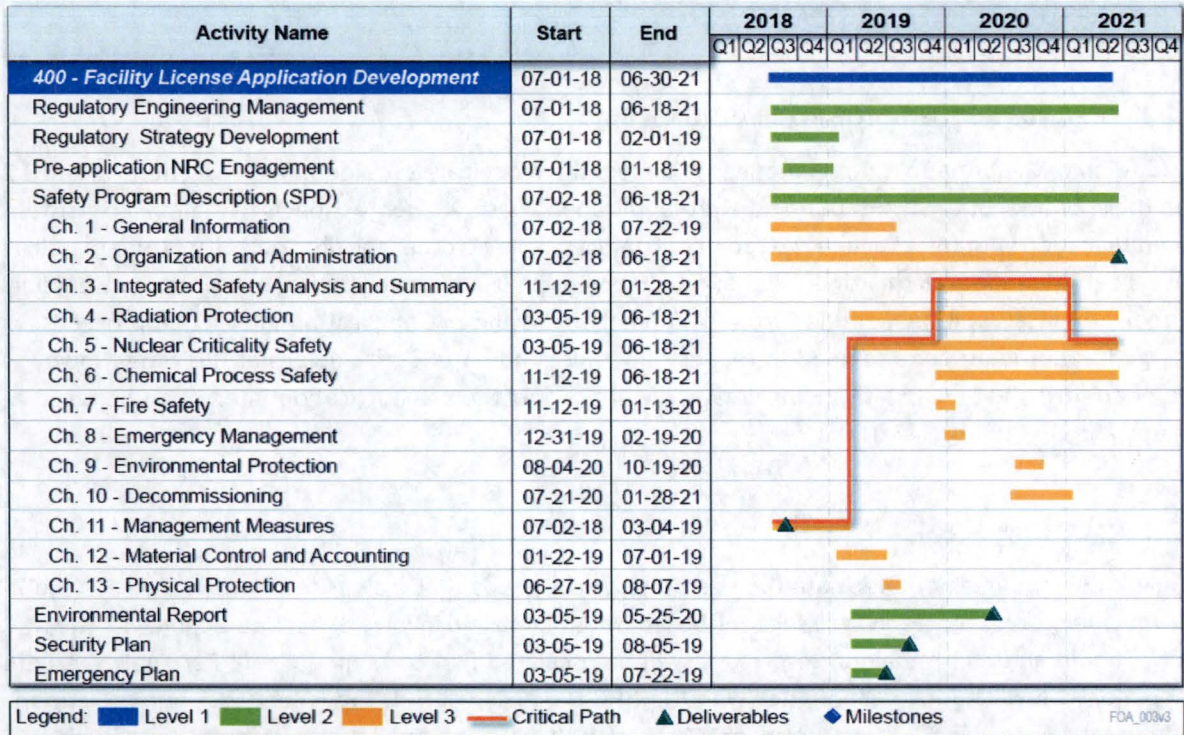 Activity Name Start End 2018 2019 2020 2021
Q1 Q2 Q3 Q4 Q1 Q2 Q3 Q4 Q1 Q2 Q3 Q4 Q1 Q2 Q3 Q4
400 - Facility License Application Development 07-01-18 06-30-21
Regulatory Engineering Management 07-01-18 06-18-21
Regulatory Strategy Development 07-01-18 02-01-19
Pre-application NRC Engagement 07-01-18 01-18-19
Safety Program Description (SPD) 07-02-18 06-18-21
Ch. 1 - General Information 07-02-18 07-22-19
Ch. 2 - Organization and Administration 07-02-18 06-18-21
Ch. 3 - Integrated Safety Analysis and Summary 11-12-19 01-28-21
Ch. 4 - Radiation Protection 03-05-19 06-18-21
Ch. 5 - Nuclear Criticality Safety 03-05-19 06-18-21
Ch. 6 - Chemical Process Safety 11-12-19 06-18-21
Ch. 7 - Fire Safety 11-12-19 01-13-20
Ch. 8 - Emergency Management 12-31-19 02-19-20
Ch. 9 - Environmental Protection 08-04-20 10-19-20
Ch. 10 - Decommissioning 07-21-20 01-28-21
Ch. 11 - Management Measures 07-02-18 03-04-19
Ch. 12 - Material Control and Accounting 01-22-19 07-01-19
Ch. 13 - Physical Protection 06-27-19 08-07-19
Environmental Report 03-05-19 05-25-20
Security Plan 03-05-19 08-05-19
Emergency Plan 03-05-19 07-22-19
Legend: Level 1 Level 2 Level 3 Critical Path Deliverables Milestones FOA_003v3